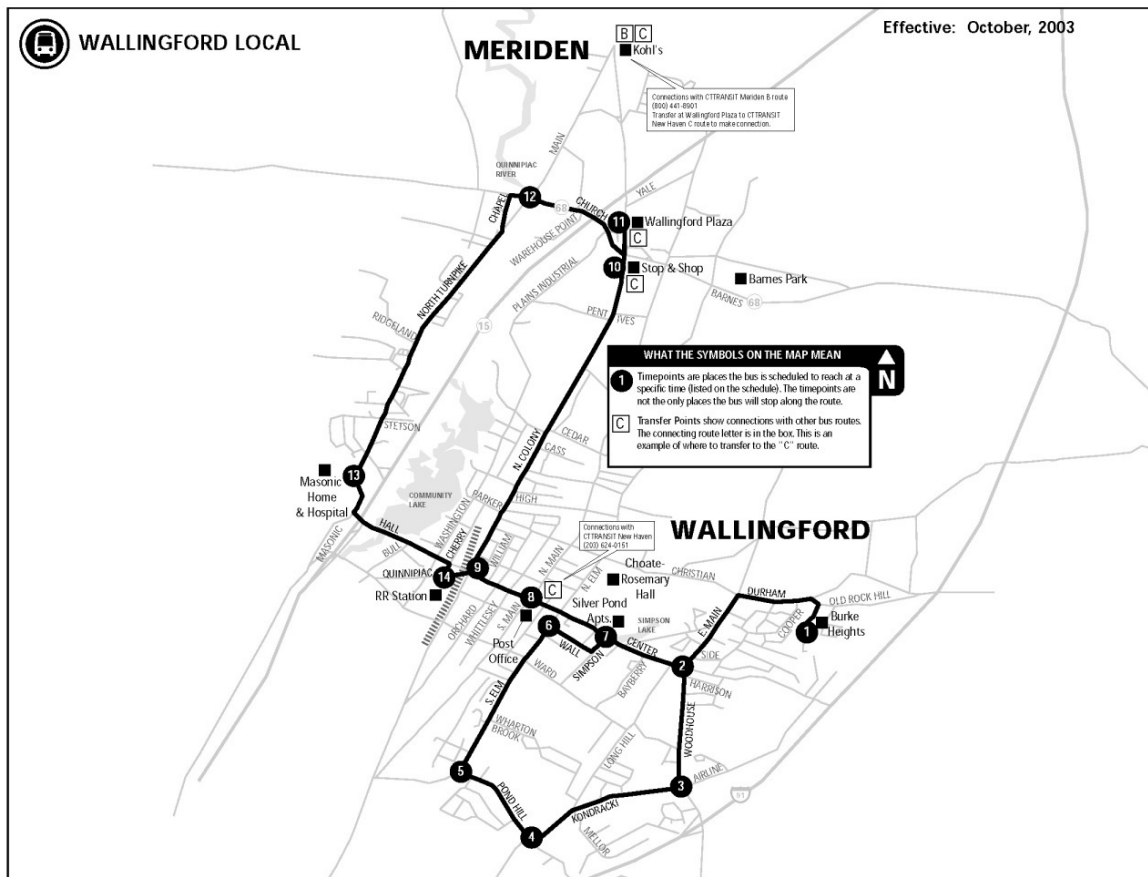 WALLINGFORD LOCAL
Effective: October, 2003
MERIDEN
B C
Kohl's
Connections with CTTRANSIT Meriden B route
(800) 441-8901
Transfer at Wallingford Plaza to CTTRANSIT
New Haven C route to make connection.
MAIN
QUINNIPIAC
RIVER
YALE
12
68
CHURCH
CHAPEL
11
Wallingford Plaza
C
WAREHOUSE POINT
10
Stop & Shop
C
Barnes Park
BARNES
68
PLAINS INDUSTRIAL
NORTH TURNPIKE
RIDGELAND
15
PENT
IVES
WHAT THE SYMBOLS ON THE MAP MEAN
N
1
Timepoints are places the bus is scheduled to reach at a
specific time (listed on the schedule). The timepoints are
not the only places the bus will stop along the route.
C
Transfer Points show connections with other bus routes.
The connecting route letter is in the box. This is an
example of where to transfer to the "C" route.
STETSON
CEDAR
CASS
N. COLONY
13
Masonic
Home
& Hospital
COMMUNITY
LAKE
PARKER
HIGH
WASHINGTON
HALL
MASONIC
BULL
CHERRY
WILLIAM
Connections with
CTTRANSIT New Haven
(203) 624-0151
WALLINGFORD
N. MAIN
N. ELM
CHRISTIAN
QUINNIPIAC
14
9
RR Station
8
C
Choate-
Rosemary
Hall
DURHAM
OLD ROCK HILL
COOPER
Silver Pond
Apts.
SIMPSON
LAKE
E. MAIN
1
Burke
Heights
ORCHARD
WHITTLESEY
S. MAIN
Post
Office
6
7
WALL
SIMPSON
CENTER
2
SIDE
WARD
BAYBERRY
HARRISON
S. ELM
WOODHOUSE
WHARTON
BROOK
LONG HILL
5
3
AIRLINE
91
POND HILL
KONDRACKI
4
MELLOR